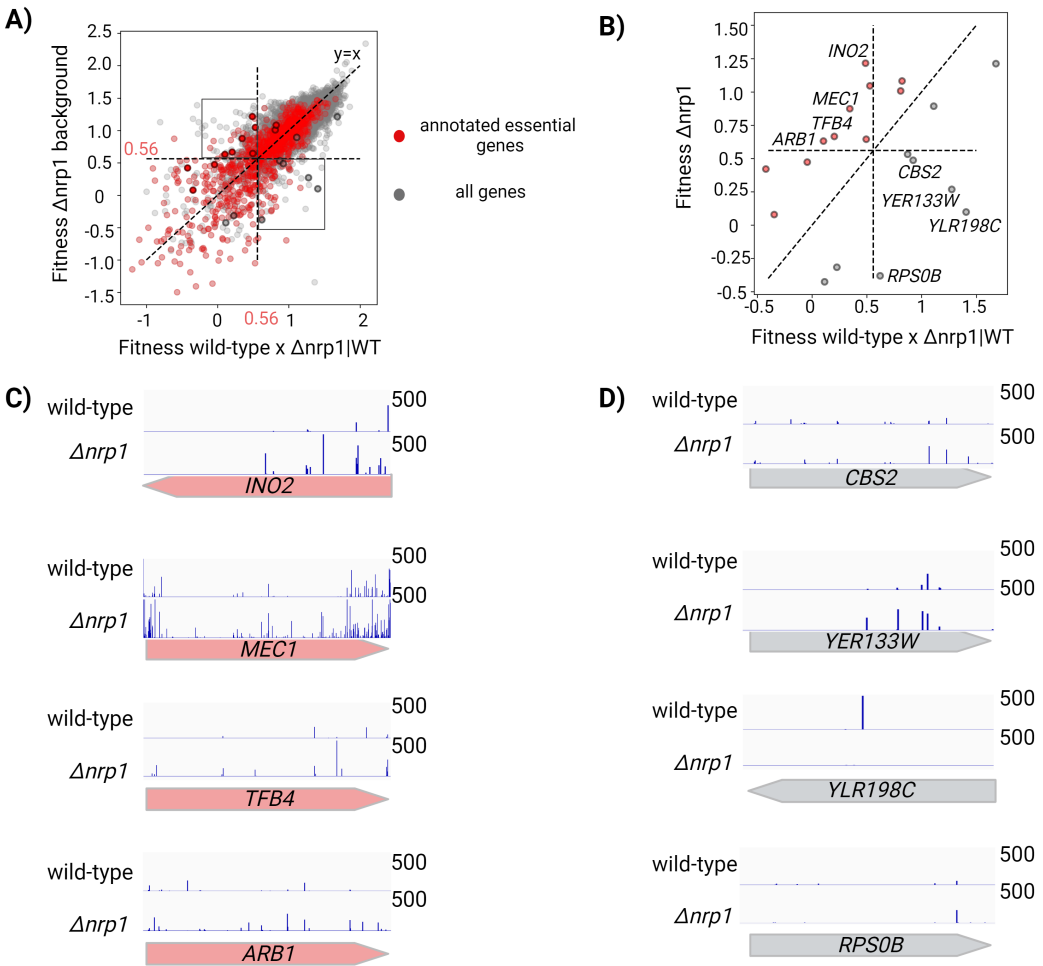 A)
2.5
2.0
1.5
1.0
0.5
0
-0.5
-1.0
-1.5
0.56
y=x
-1
0
0.56
1
2
Fitness Δnrp1 background
Fitness wild-type x Δnrp1|WT
annotated essential
genes
all genes
B)
1.50
1.25
1.00
0.75
0.5
0.25
0
-0.25
-0.5
-0.5
0
0.5
1
1.5
Fitness Δnrp1
Fitness wild-type x Δnrp1|WT
INO2
MEC1
TFB4
ARB1
CBS2
YER133W
YLR198C
RPS0B
C)
wild-type
500
Δnrp1
500
INO2
wild-type
500
Δnrp1
500
MEC1
wild-type
500
Δnrp1
500
TFB4
wild-type
500
Δnrp1
500
ARB1
D)
wild-type
500
Δnrp1
500
CBS2
wild-type
500
Δnrp1
500
YER133W
wild-type
500
Δnrp1
500
YLR198C
wild-type
500
Δnrp1
500
RPS0B